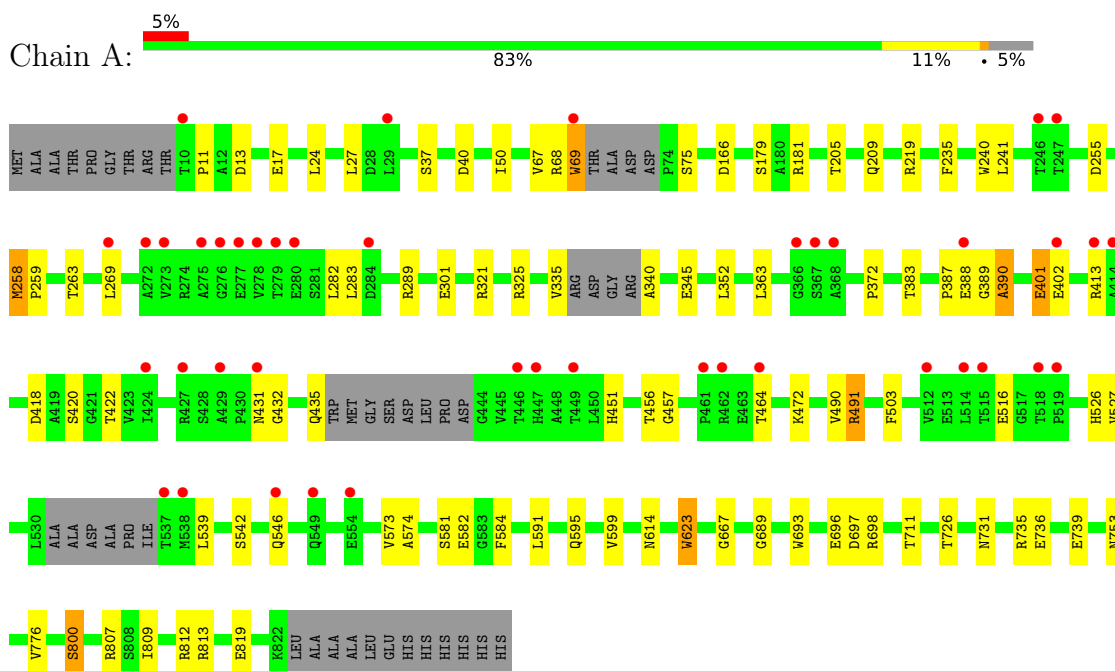 5%
Chain A:
83% 11% • 5%
MET ALA ALA THR PRO GLY THR ARG THR T10 P11 A12 D13 E17 L24 L27 D28 L29 S37 D40 I50 V67 R68 W69 THR ALA ASP ASP P74 S75 D166 S179 A180 R181 T205 Q209 R219 F235 W240 L241 T246 T247 D255
M258 P259 T263 L269 A272 V273 R274 A275 G276 E277 V278 T279 E280 S281 L282 L283 D284 R289 E301 R321 R325 V335 ARG ASP GLY ARG A340 E345 L352 L363 G366 S367 A368 P372 T383 P387 E388 G389 A390 E401 E402 R413 A414
D418 A419 S420 G421 T422 V423 I424 R427 S428 A429 P430 N431 G432 Q435 TRP MET GLY SER ASP LEU PRO ASP G444 V445 T446 H447 A448 T449 L450 H451 T456 G457 P461 R462 E463 T464 K472 V490 R491 F503 V512 E513 L514 T515 E516 G517 T518 P519 H526 V527
L530 ALA ALA ASP ALA PRO ILE T537 M538 L539 S542 Q546 Q549 E554 V573 A574 S581 E582 G583 F584 L591 Q595 V599 N614 W623 G667 G689 W693 E696 D697 R698 T711 T726 N731 R735 E736 E739 N753
V776 S800 R807 S808 I809 R812 R813 E819 K822 LEU ALA ALA ALA LEU GLU HIS HIS HIS HIS HIS HIS